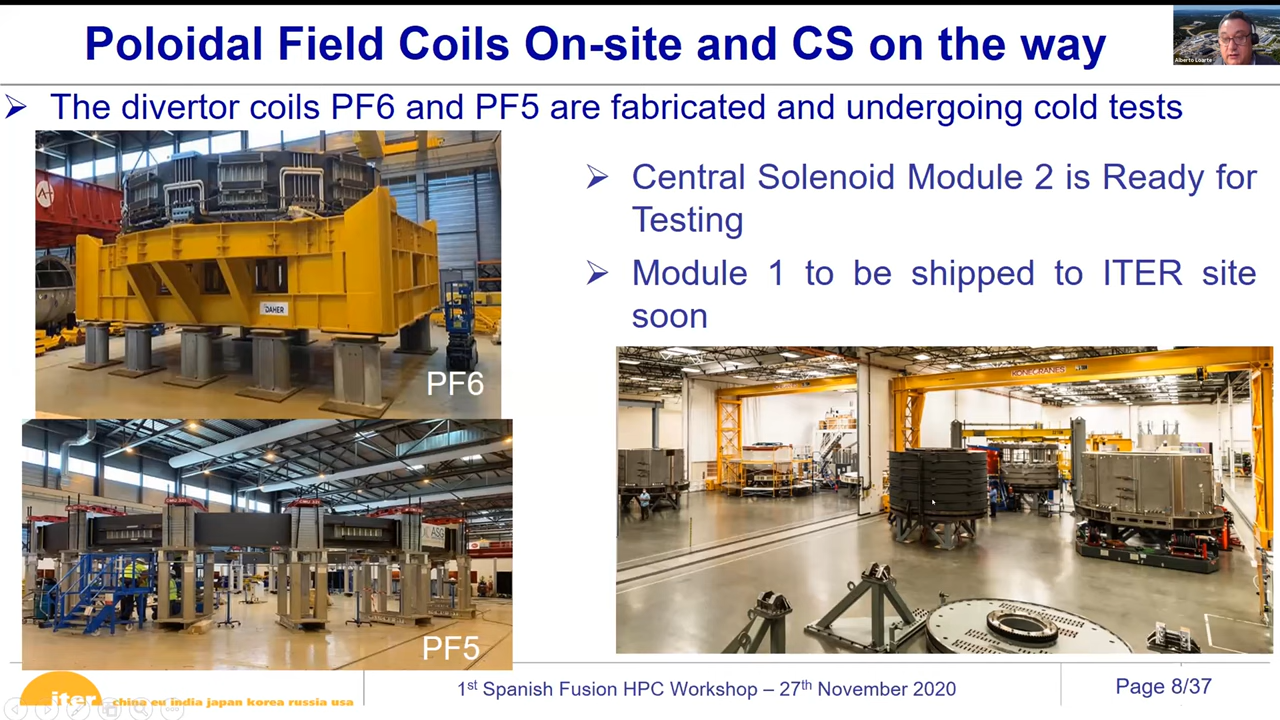 Poloidal Field Coils On-site and CS on the way
Alberto Loarte
➢ The divertor coils PF6 and PF5 are fabricated and undergoing cold tests
➢ Central Solenoid Module 2 is Ready for
Testing
➢ Module 1 to be shipped to ITER site
soon
DAHER
PF6
KONECRANES
ASG
PF5
iter
china eu india japan korea russia usa
1st Spanish Fusion HPC Workshop – 27th November 2020
Page 8/37